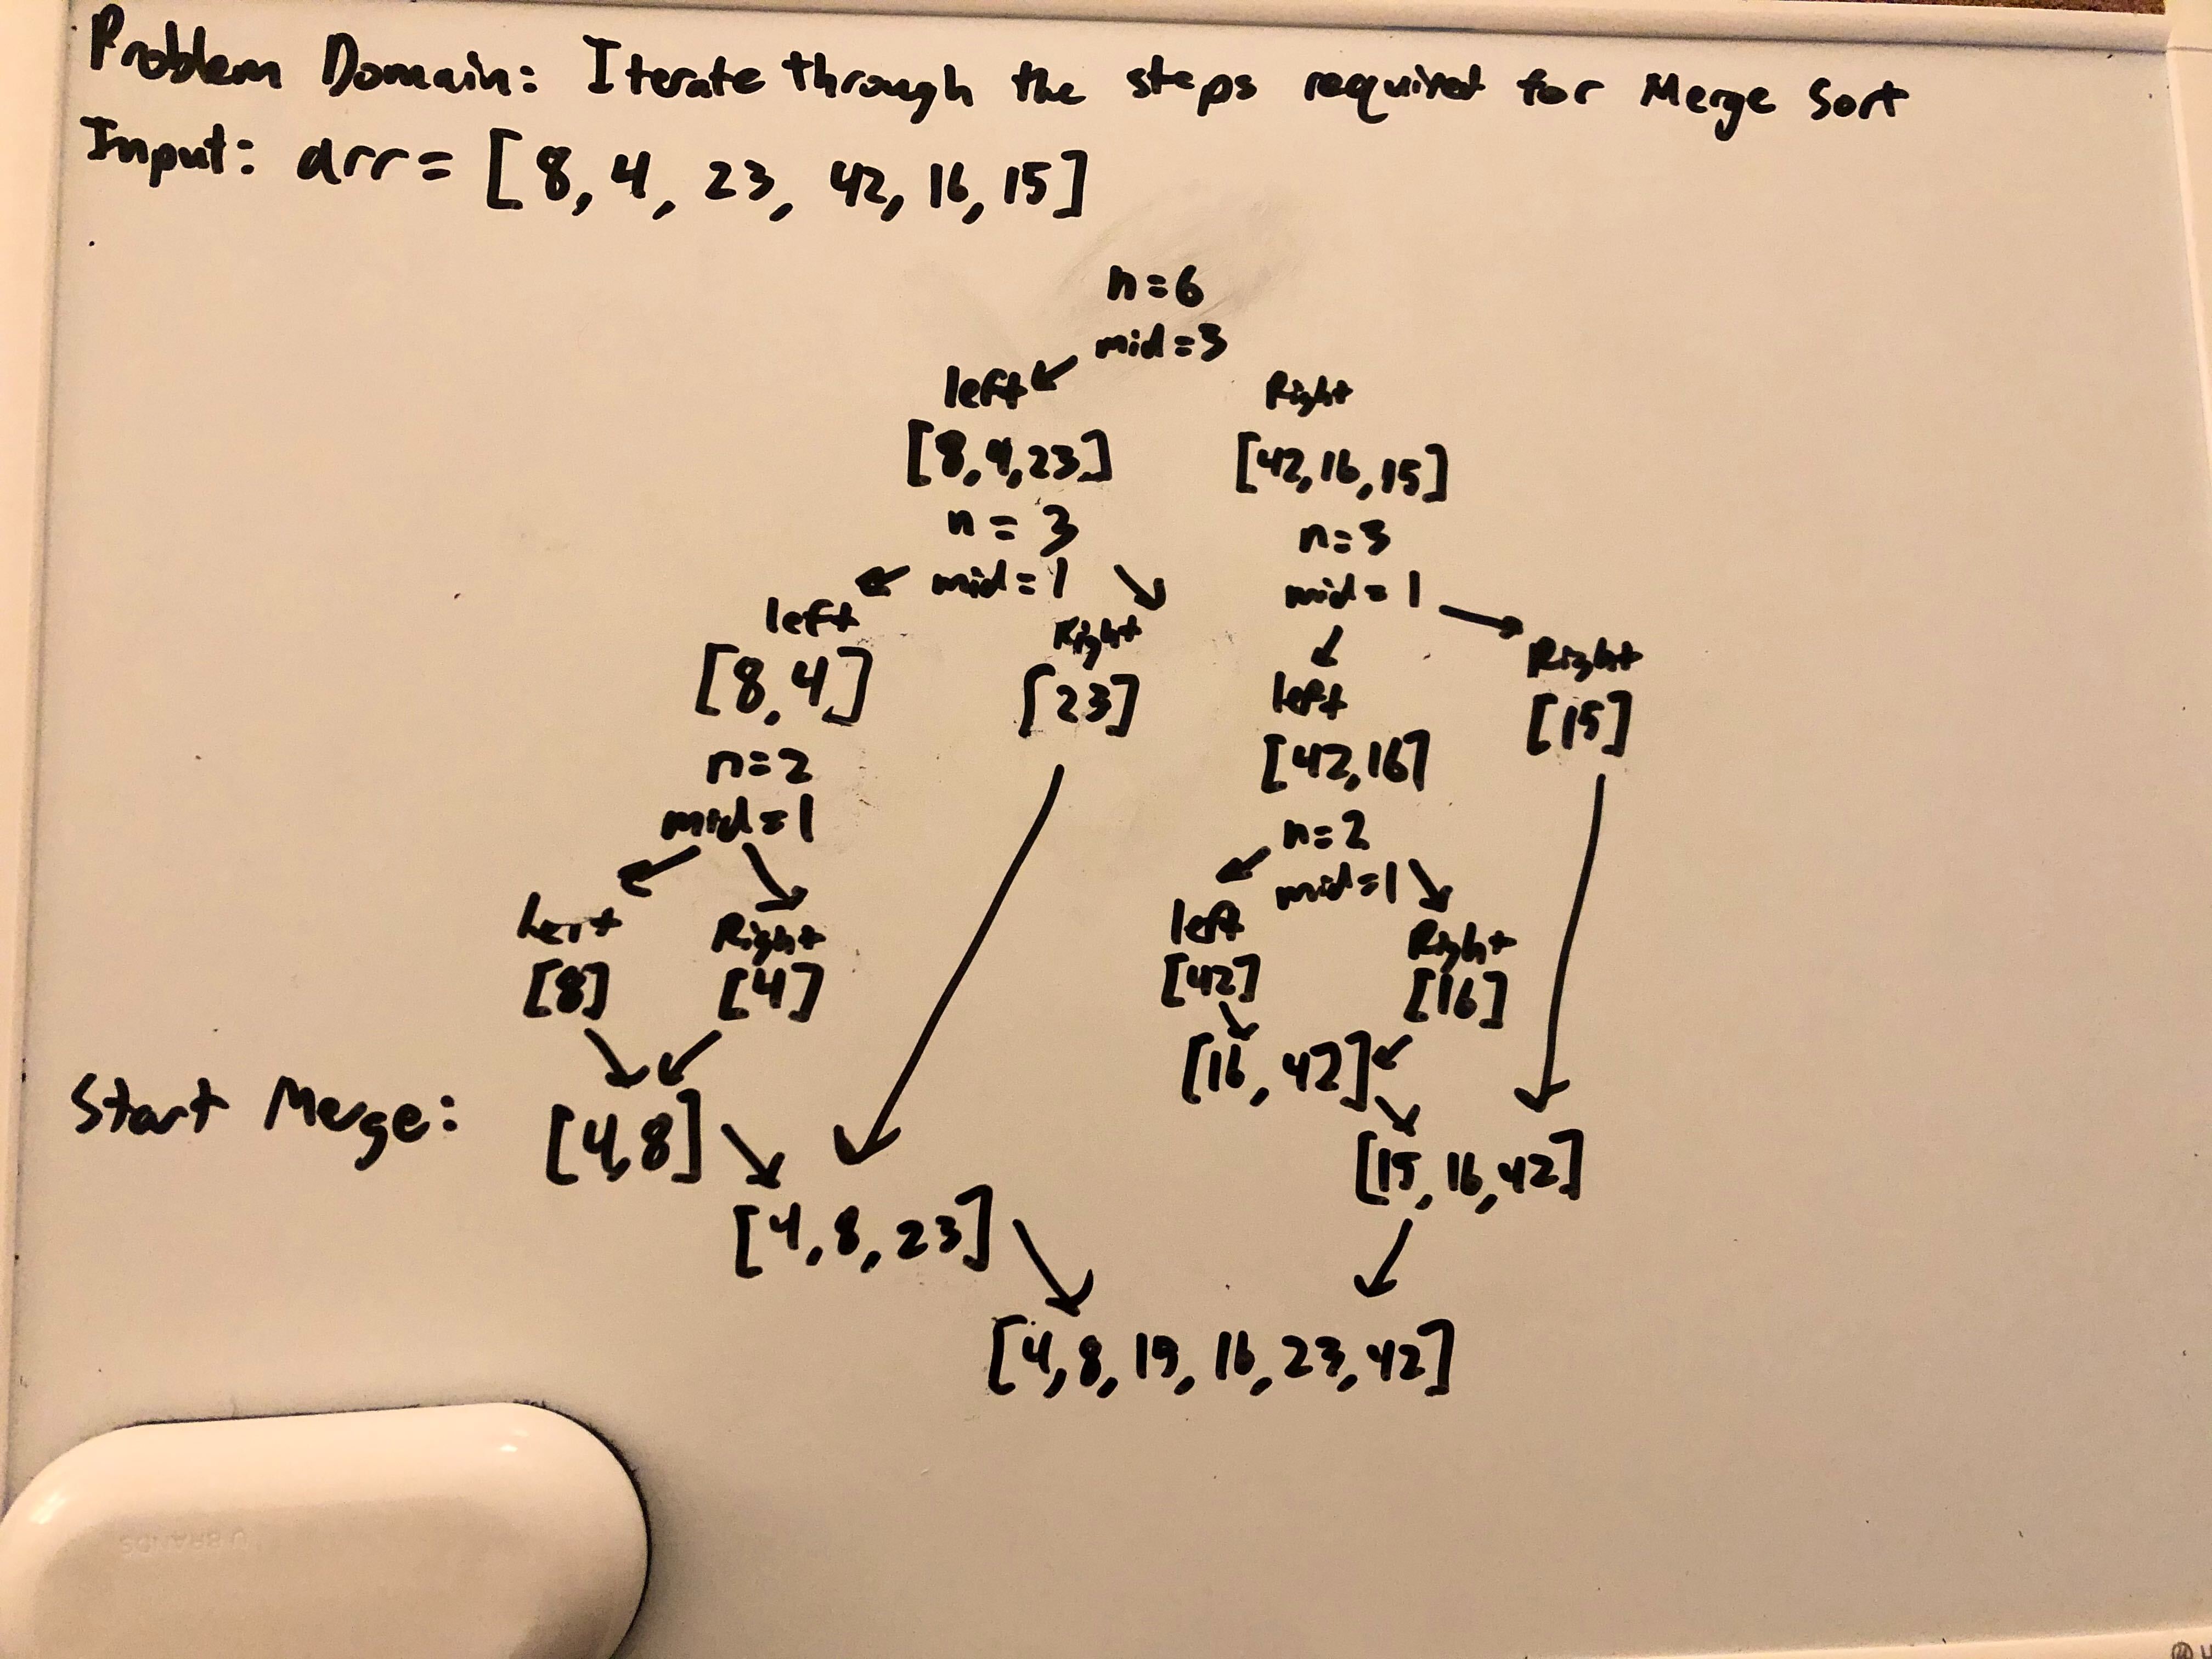 Problem Domain: Iterate through the steps required for Merge Sort
Input: arr = [8, 4, 23, 42, 16, 15]
n=6
mid=3
left Right
[8,4,23] [42,16,15]
n=3 n=3
mid=1 mid=1
left Right left Right
[8,4] [23] [42,16] [15]
n=2 n=2
mid=1 mid=1
Left Right left Right
[8] [4] [42] [16]
[16, 42]
Start Merge: [4,8] [15, 16, 42]
[4, 8, 23]
[4, 8, 15, 16, 23, 42]
U BRANDS